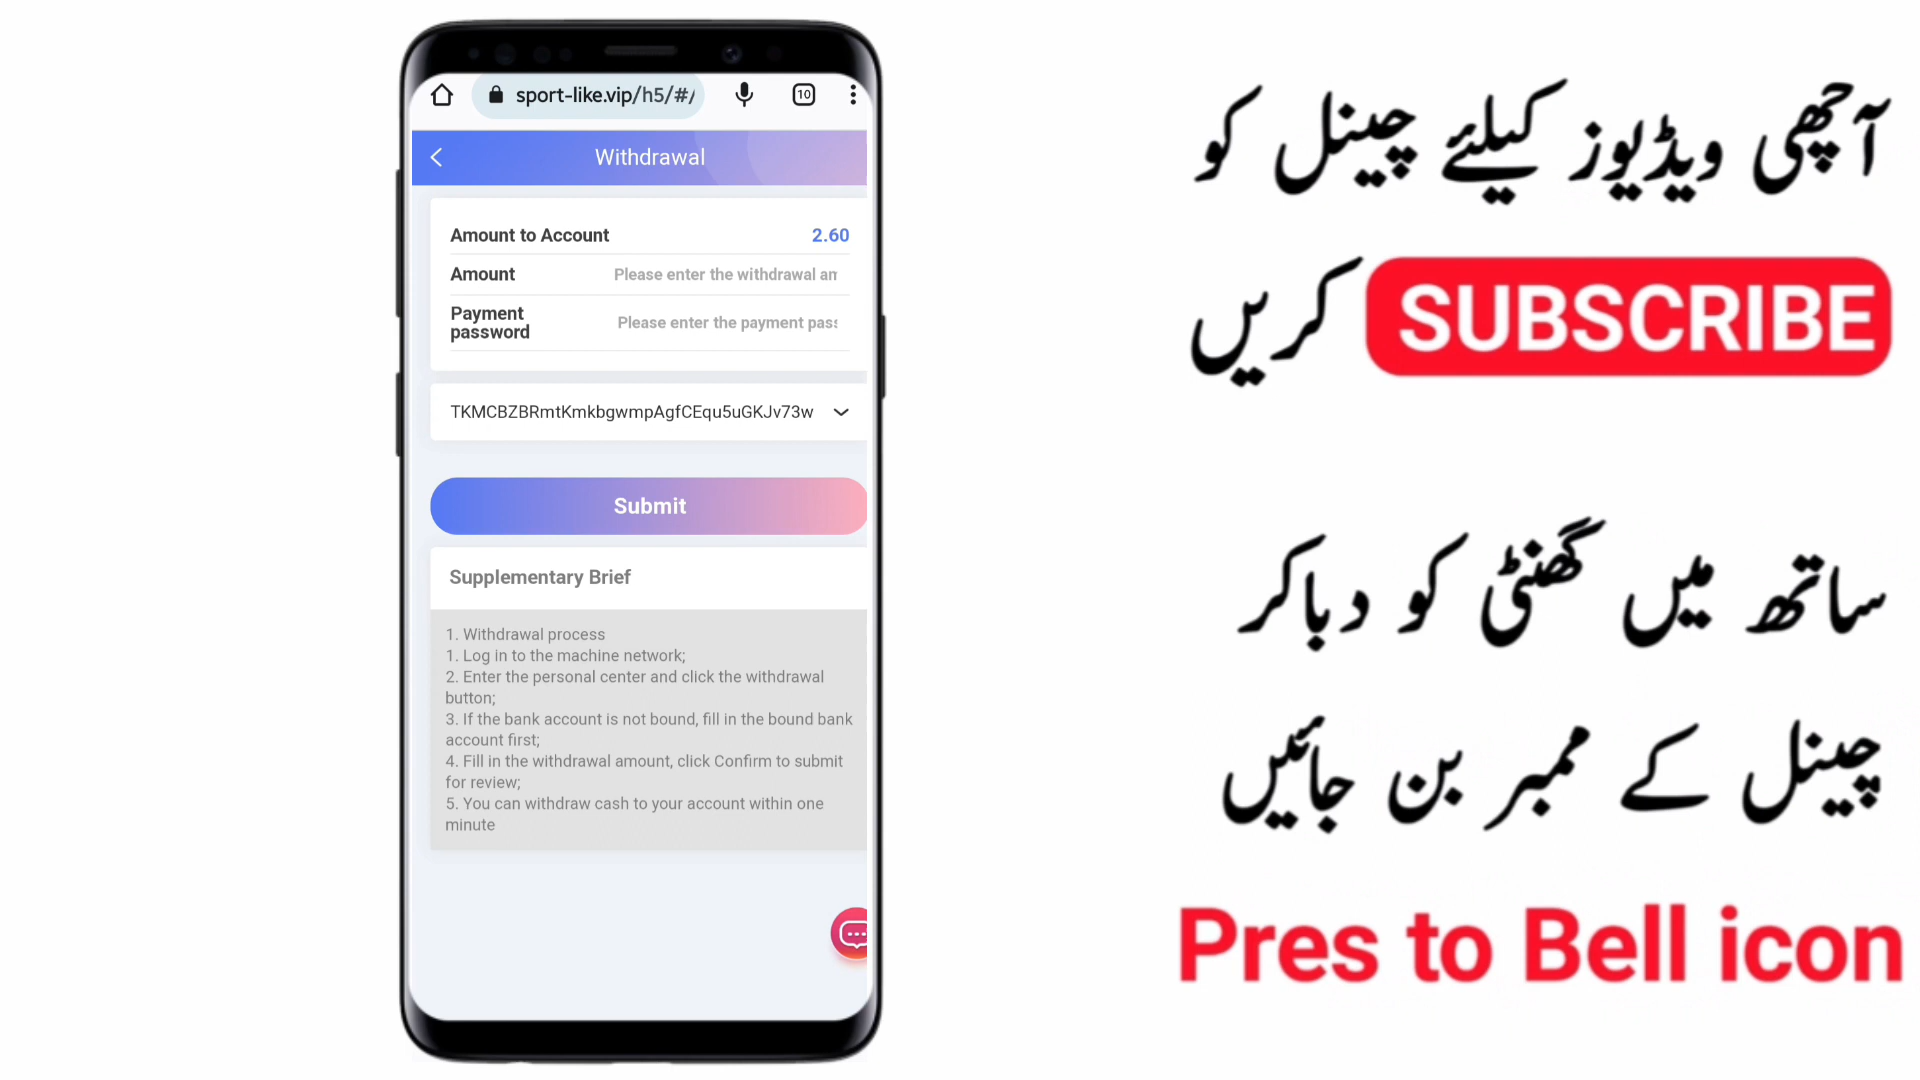 sport-like.vip/h5/#/
10
Withdrawal
Amount to Account 2.60
Amount Please enter the withdrawal am
Payment password Please enter the payment pass
TKMCBZBRmtKmkbgwmpAgfCEqu5uGKJv73w
Submit
Supplementary Brief
1. Withdrawal process
1. Log in to the machine network;
2. Enter the personal center and click the withdrawal
button;
3. If the bank account is not bound, fill in the bound bank
account first;
4. Fill in the withdrawal amount, click Confirm to submit
for review;
5. You can withdraw cash to your account within one
minute
آچھی ویڈیوز کیلئے چینل کو
SUBSCRIBE کریں
ساتھ میں گھنٹی کو دباکر
چینل کے ممبر بن جائیں
Pres to Bell icon